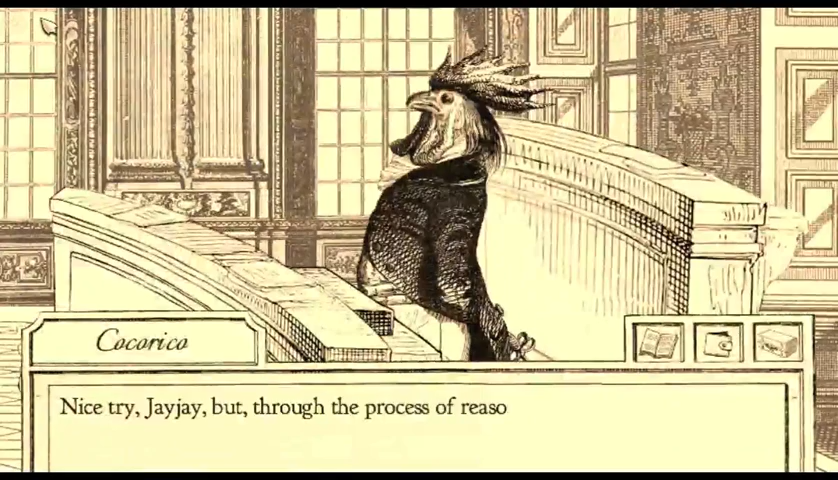 Cocorico
Nice try, Jayjay, but, through the process of reaso